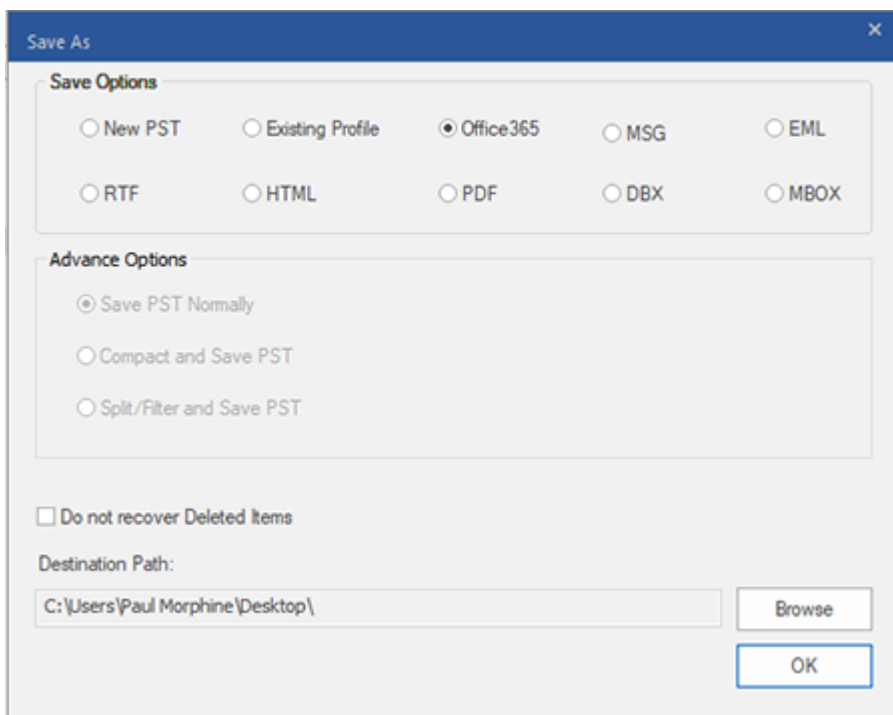 Save As
Save Options
New PST Existing Profile Office365 MSG EML
RTF HTML PDF DBX MBOX
Advance Options
Save PST Normally
Compact and Save PST
Split/Filter and Save PST
Do not recover Deleted Items
Destination Path:
C:\Users\Paul Morphine\Desktop\ Browse
OK